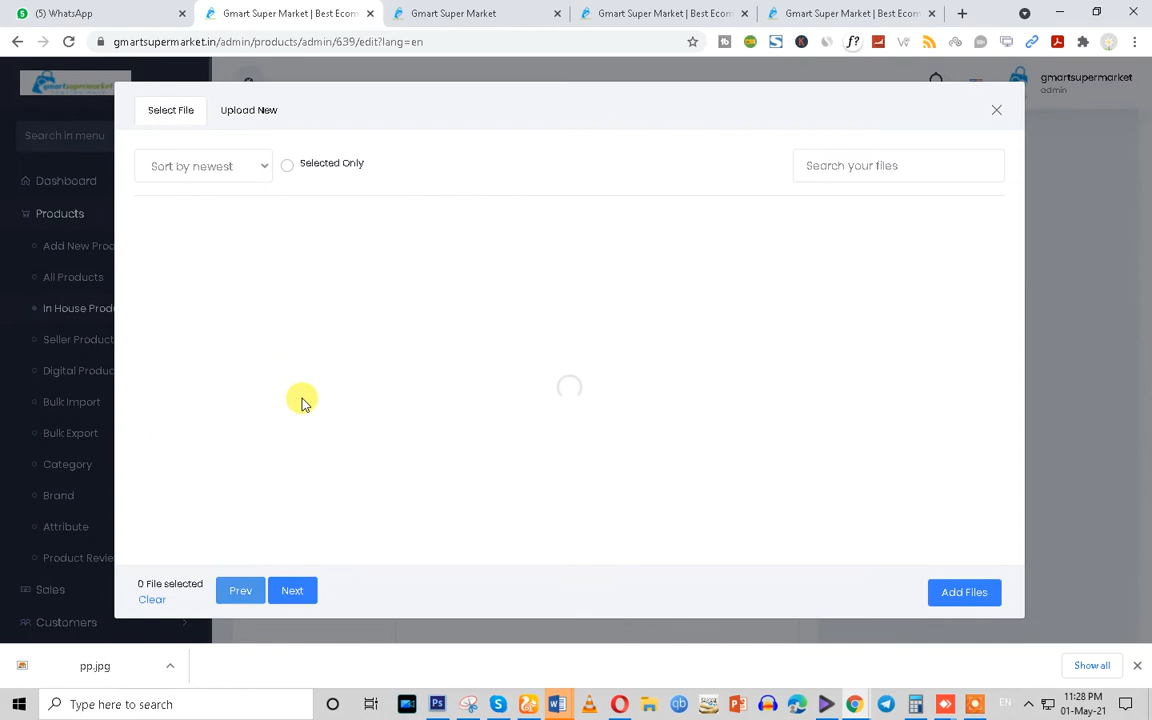 (5) WhatsApp
Gmart Super Market | Best Ecom
Gmart Super Market
Gmart Super Market | Best Ecom
Gmart Super Market | Best Ecom
gmartsupermarket.in/admin/products/admin/639/edit?lang=en
gmartsupermarket
admin
Select File
Upload New
Search in menu
Sort by newest
Selected Only
Search your files
Dashboard
Products
Add New Prod
All Products
In House Produ
Seller Product
Digital Produc
Bulk Import
Bulk Export
Category
Brand
Attribute
Product Revie
Sales
Customers
0 File selected
Clear
Prev
Next
Add Files
pp.jpg
Show all
Type here to search
EN
11:28 PM
01-May-21